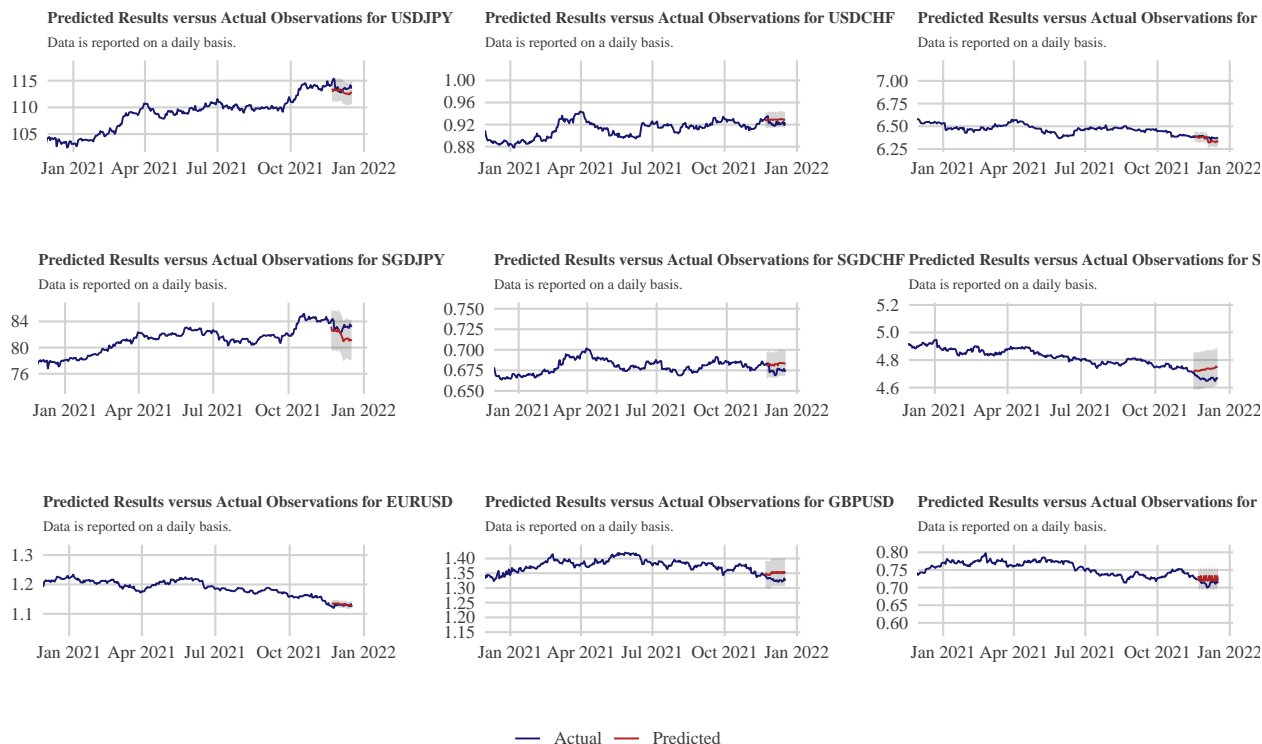 Predicted Results versus Actual Observations for USDJPY
Data is reported on a daily basis.
115
110
105
Jan 2021 Apr 2021 Jul 2021 Oct 2021 Jan 2022
Predicted Results versus Actual Observations for USDCHF
Data is reported on a daily basis.
1.00
0.96
0.92
0.88
Jan 2021 Apr 2021 Jul 2021 Oct 2021 Jan 2022
Predicted Results versus Actual Observations for
Data is reported on a daily basis.
7.00
6.75
6.50
6.25
Jan 2021 Apr 2021 Jul 2021 Oct 2021 Jan 2022
Predicted Results versus Actual Observations for SGDJPY
Data is reported on a daily basis.
84
80
76
Jan 2021 Apr 2021 Jul 2021 Oct 2021 Jan 2022
Predicted Results versus Actual Observations for SGDCHF
Data is reported on a daily basis.
0.750
0.725
0.700
0.675
0.650
Jan 2021 Apr 2021 Jul 2021 Oct 2021 Jan 2022
Predicted Results versus Actual Observations for S
Data is reported on a daily basis.
5.2
5.0
4.8
4.6
Jan 2021 Apr 2021 Jul 2021 Oct 2021 Jan 2022
Predicted Results versus Actual Observations for EURUSD
Data is reported on a daily basis.
1.3
1.2
1.1
Jan 2021 Apr 2021 Jul 2021 Oct 2021 Jan 2022
Predicted Results versus Actual Observations for GBPUSD
Data is reported on a daily basis.
1.40
1.35
1.30
1.25
1.20
1.15
Jan 2021 Apr 2021 Jul 2021 Oct 2021 Jan 2022
Predicted Results versus Actual Observations for
Data is reported on a daily basis.
0.80
0.75
0.70
0.65
0.60
Jan 2021 Apr 2021 Jul 2021 Oct 2021 Jan 2022
Actual Predicted